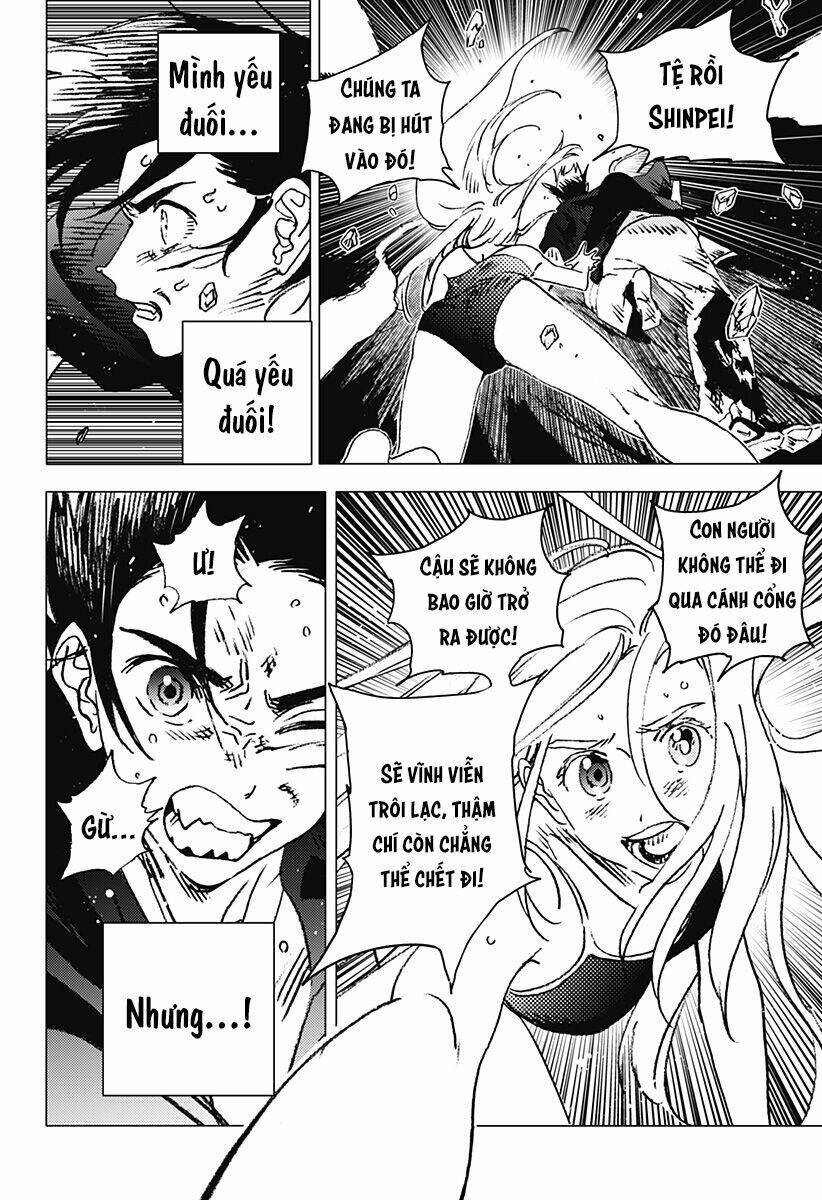 TỆ RỒI
SHINPEI!
CHÚNG TA
ĐANG BỊ HÚT
VÀO ĐÓ!
Mình yếu
đuối...
Quá yếu
đuối!
CON NGƯỜI
KHÔNG THỂ ĐI
QUA CÁNH CỔNG
ĐÓ ĐÂU!
CẬU SẼ KHÔNG
BAO GIỜ TRỞ
RA ĐƯỢC!
SẼ VĨNH VIỄN
TRÔI LẠC, THẬM
CHÍ CÒN CHẲNG
THỂ CHẾT ĐI!
Ư!
GỪ...
Nhưng...!